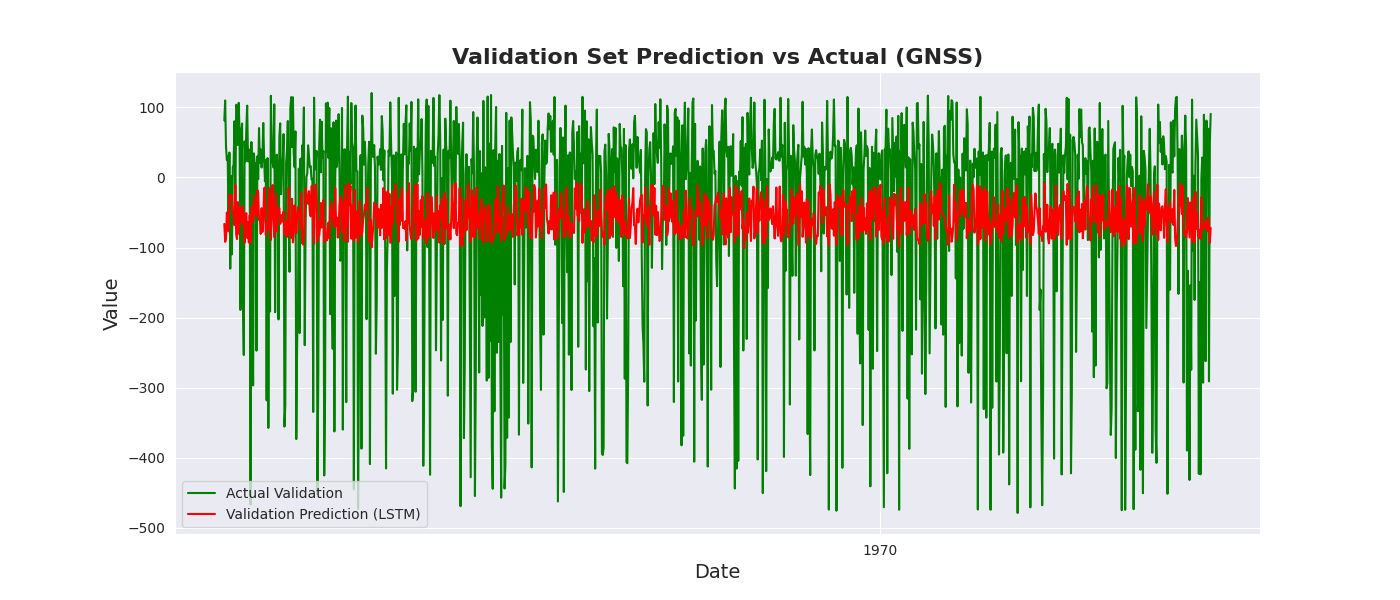 Validation Set Prediction vs Actual (GNSS)
100
0
−100
−200
−300
−400
−500
Value
Actual Validation
Validation Prediction (LSTM)
1970
Date